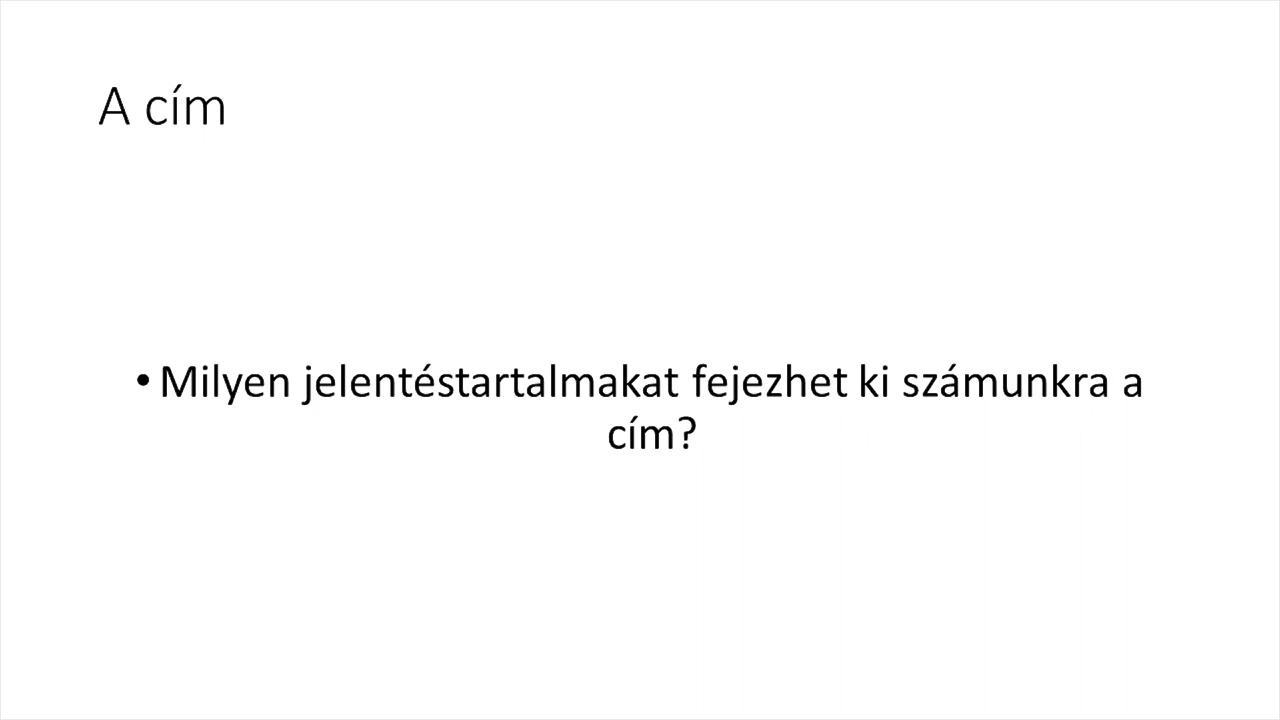 A cím
• Milyen jelentéstartalmakat fejezhet ki számunkra a
cím?